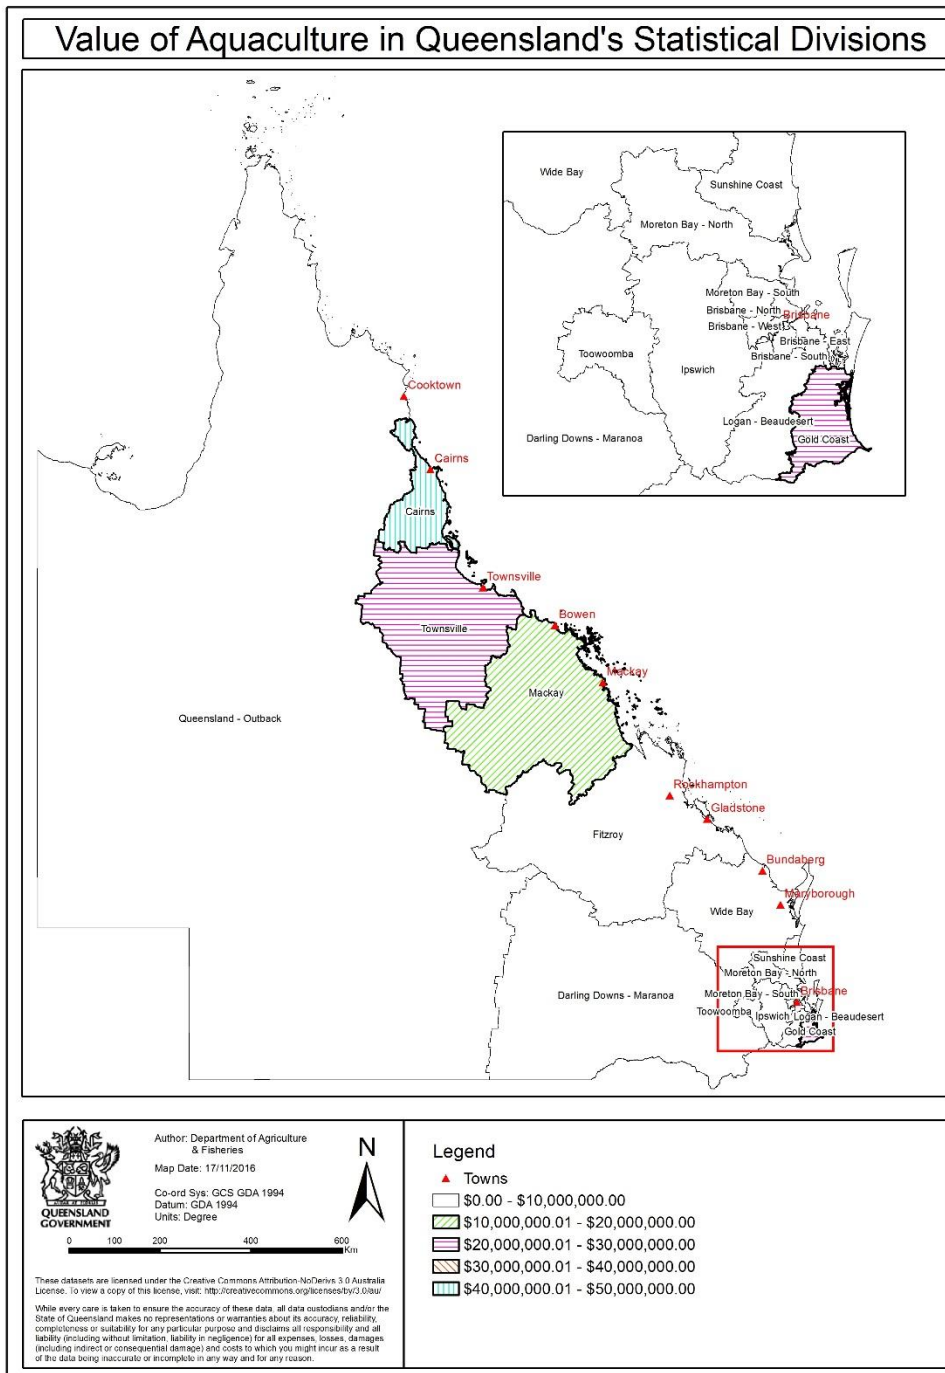 Value of Aquaculture in Queensland's Statistical Divisions
Wide Bay
Sunshine Coast
Moreton Bay - North
Moreton Bay - South
Brisbane - North
Brisbane
Brisbane - West
Brisbane - East
Toowoomba
Brisbane - South
Ipswich
Logan - Beaudesert
Darling Downs - Maranoa
Gold Coast
Cooktown
Cairns
Cairns
Townsville
Bowen
Townsville
Mackay
Mackay
Queensland - Outback
Rockhampton
Gladstone
Fitzroy
Bundaberg
Maryborough
Wide Bay
Sunshine Coast
Moreton Bay - North
Moreton Bay - South
Brisbane
Darling Downs - Maranoa
Toowoomba
Ipswich
Logan - Beaudesert
Gold Coast
QUEENSLAND
GOVERNMENT
Author: Department of Agriculture
& Fisheries
Map Date: 17/11/2016
Co-ord Sys: GCS GDA 1994
Datum: GDA 1994
Units: Degree
N
0 100 200 400 600
Km
These datasets are licensed under the Creative Commons Attribution-NoDerivs 3.0 Australia
License. To view a copy of this license, visit: http://creativecommons.org/licenses/by/3.0/au/
While every care is taken to ensure the accuracy of these data, all data custodians and/or the
State of Queensland makes no representations or warranties about its accuracy, reliability,
completeness or suitability for any particular purpose and disclaims all responsibility and all
liability (including without limitation, liability in negligence) for all expenses, losses, damages
(including indirect or consequential damage) and costs to which you might incur as a result
of the data being inaccurate or incomplete in any way and for any reason.
Legend
Towns
$0.00 - $10,000,000.00
$10,000,000.01 - $20,000,000.00
$20,000,000.01 - $30,000,000.00
$30,000,000.01 - $40,000,000.00
$40,000,000.01 - $50,000,000.00